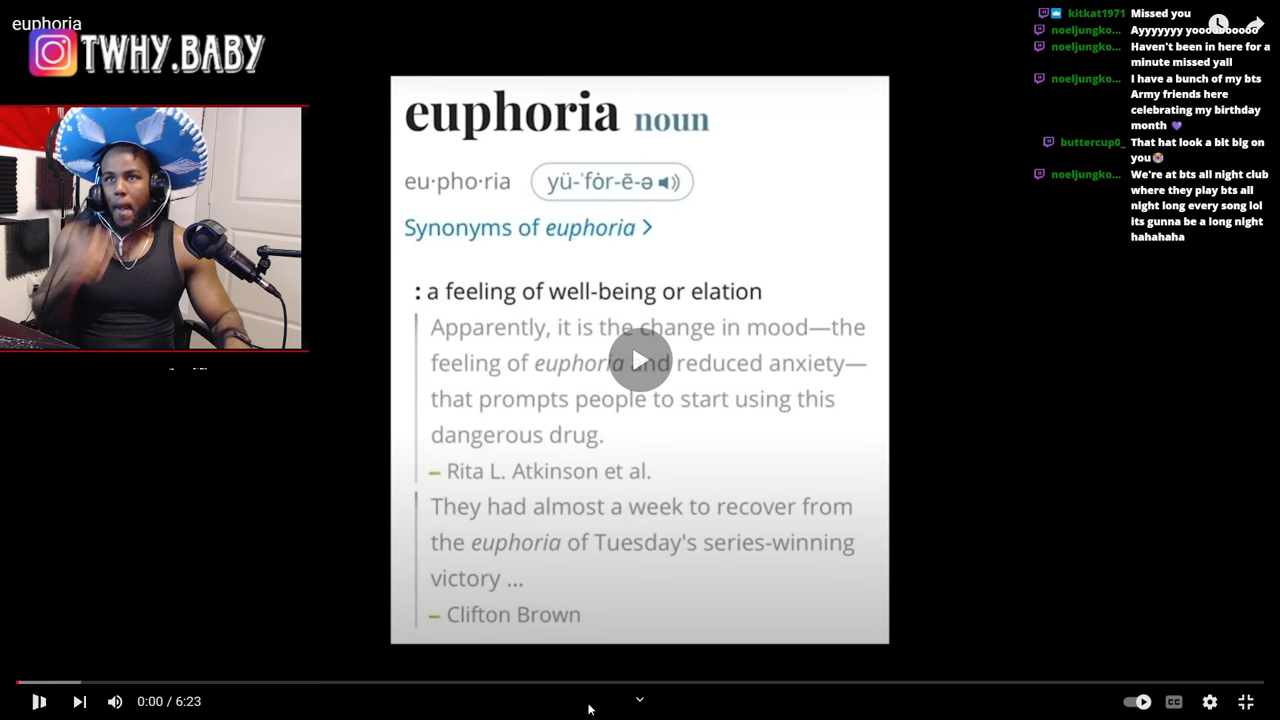 euphoria
TWHY.BABY
euphoria noun
eu·pho·ria yü-ˈfȯr-ē-ə
Synonyms of euphoria >
: a feeling of well-being or elation
Apparently, it is the change in mood—the
feeling of euphoria and reduced anxiety—
that prompts people to start using this
dangerous drug.
– Rita L. Atkinson et al.
They had almost a week to recover from
the euphoria of Tuesday's series-winning
victory ...
– Clifton Brown
kitkat1971 Missed you
noeljungko... Ayyyyyyy yooooooooo
noeljungko... Haven't been in here for a
minute missed yall
noeljungko... I have a bunch of my bts
Army friends here
celebrating my birthday
month 💜
buttercup0_ That hat look a bit big on
you
noeljungko... We're at bts all night club
where they play bts all
night long every song lol
its gunna be a long night
hahahaha
0:00 / 6:23
CC